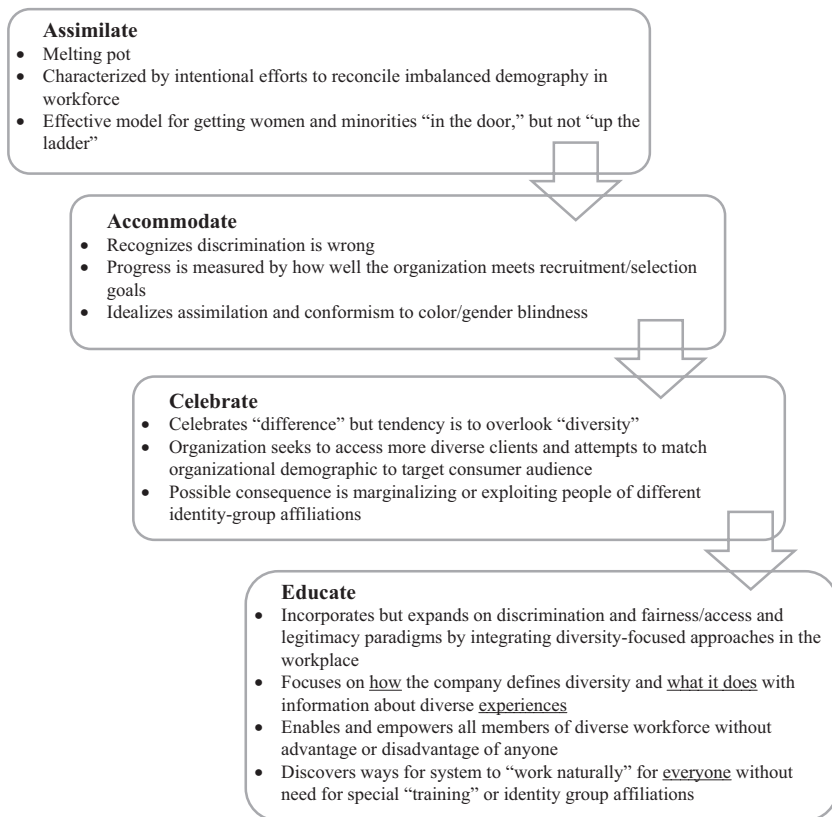 Assimilate
• Melting pot
• Characterized by intentional efforts to reconcile imbalanced demography in
workforce
• Effective model for getting women and minorities “in the door,” but not “up the
ladder”
Accommodate
• Recognizes discrimination is wrong
• Progress is measured by how well the organization meets recruitment/selection
goals
• Idealizes assimilation and conformism to color/gender blindness
Celebrate
• Celebrates “difference” but tendency is to overlook “diversity”
• Organization seeks to access more diverse clients and attempts to match
organizational demographic to target consumer audience
• Possible consequence is marginalizing or exploiting people of different
identity-group affiliations
Educate
• Incorporates but expands on discrimination and fairness/access and
legitimacy paradigms by integrating diversity-focused approaches in the
workplace
• Focuses on how the company defines diversity and what it does with
information about diverse experiences
• Enables and empowers all members of diverse workforce without
advantage or disadvantage of anyone
• Discovers ways for system to “work naturally” for everyone without
need for special “training” or identity group affiliations